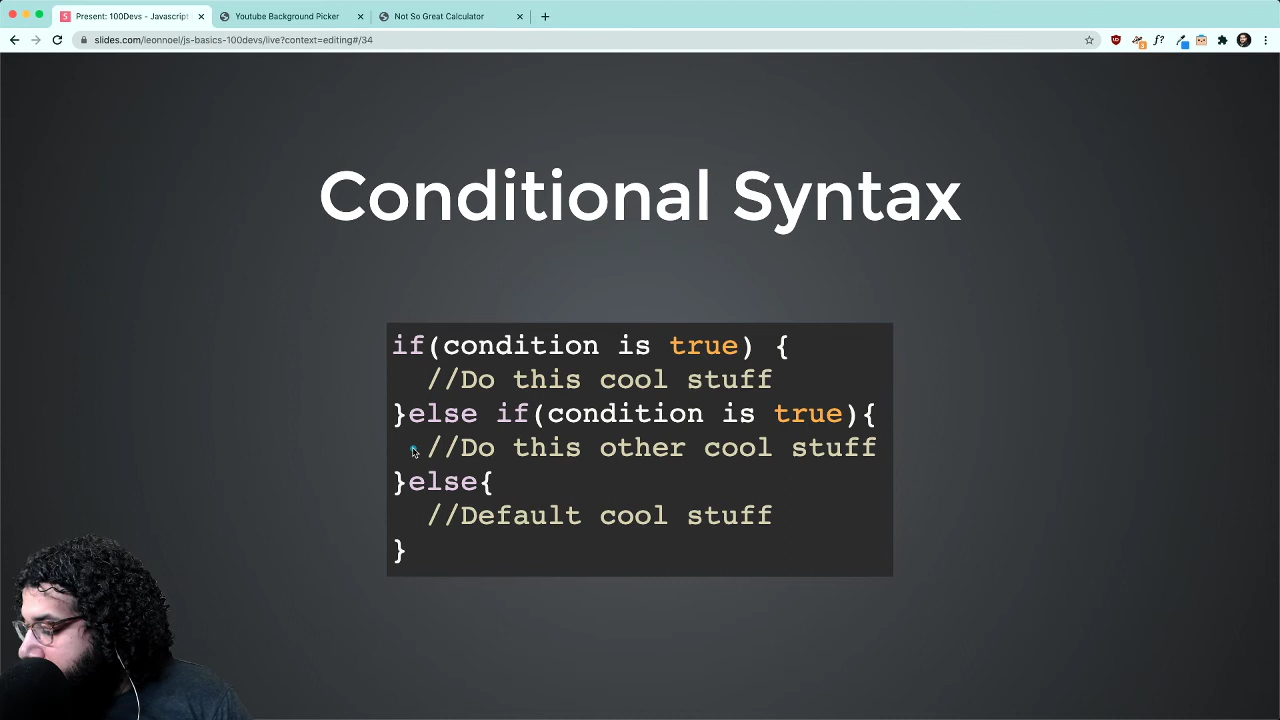 Present: 100Devs - Javascript
Youtube Background Picker
Not So Great Calculator
slides.com/leonnoel/js-basics-100devs/live?context=editing#/34
f?
Conditional Syntax
if(condition is true) {
//Do this cool stuff
}else if(condition is true){
//Do this other cool stuff
}else{
//Default cool stuff
}